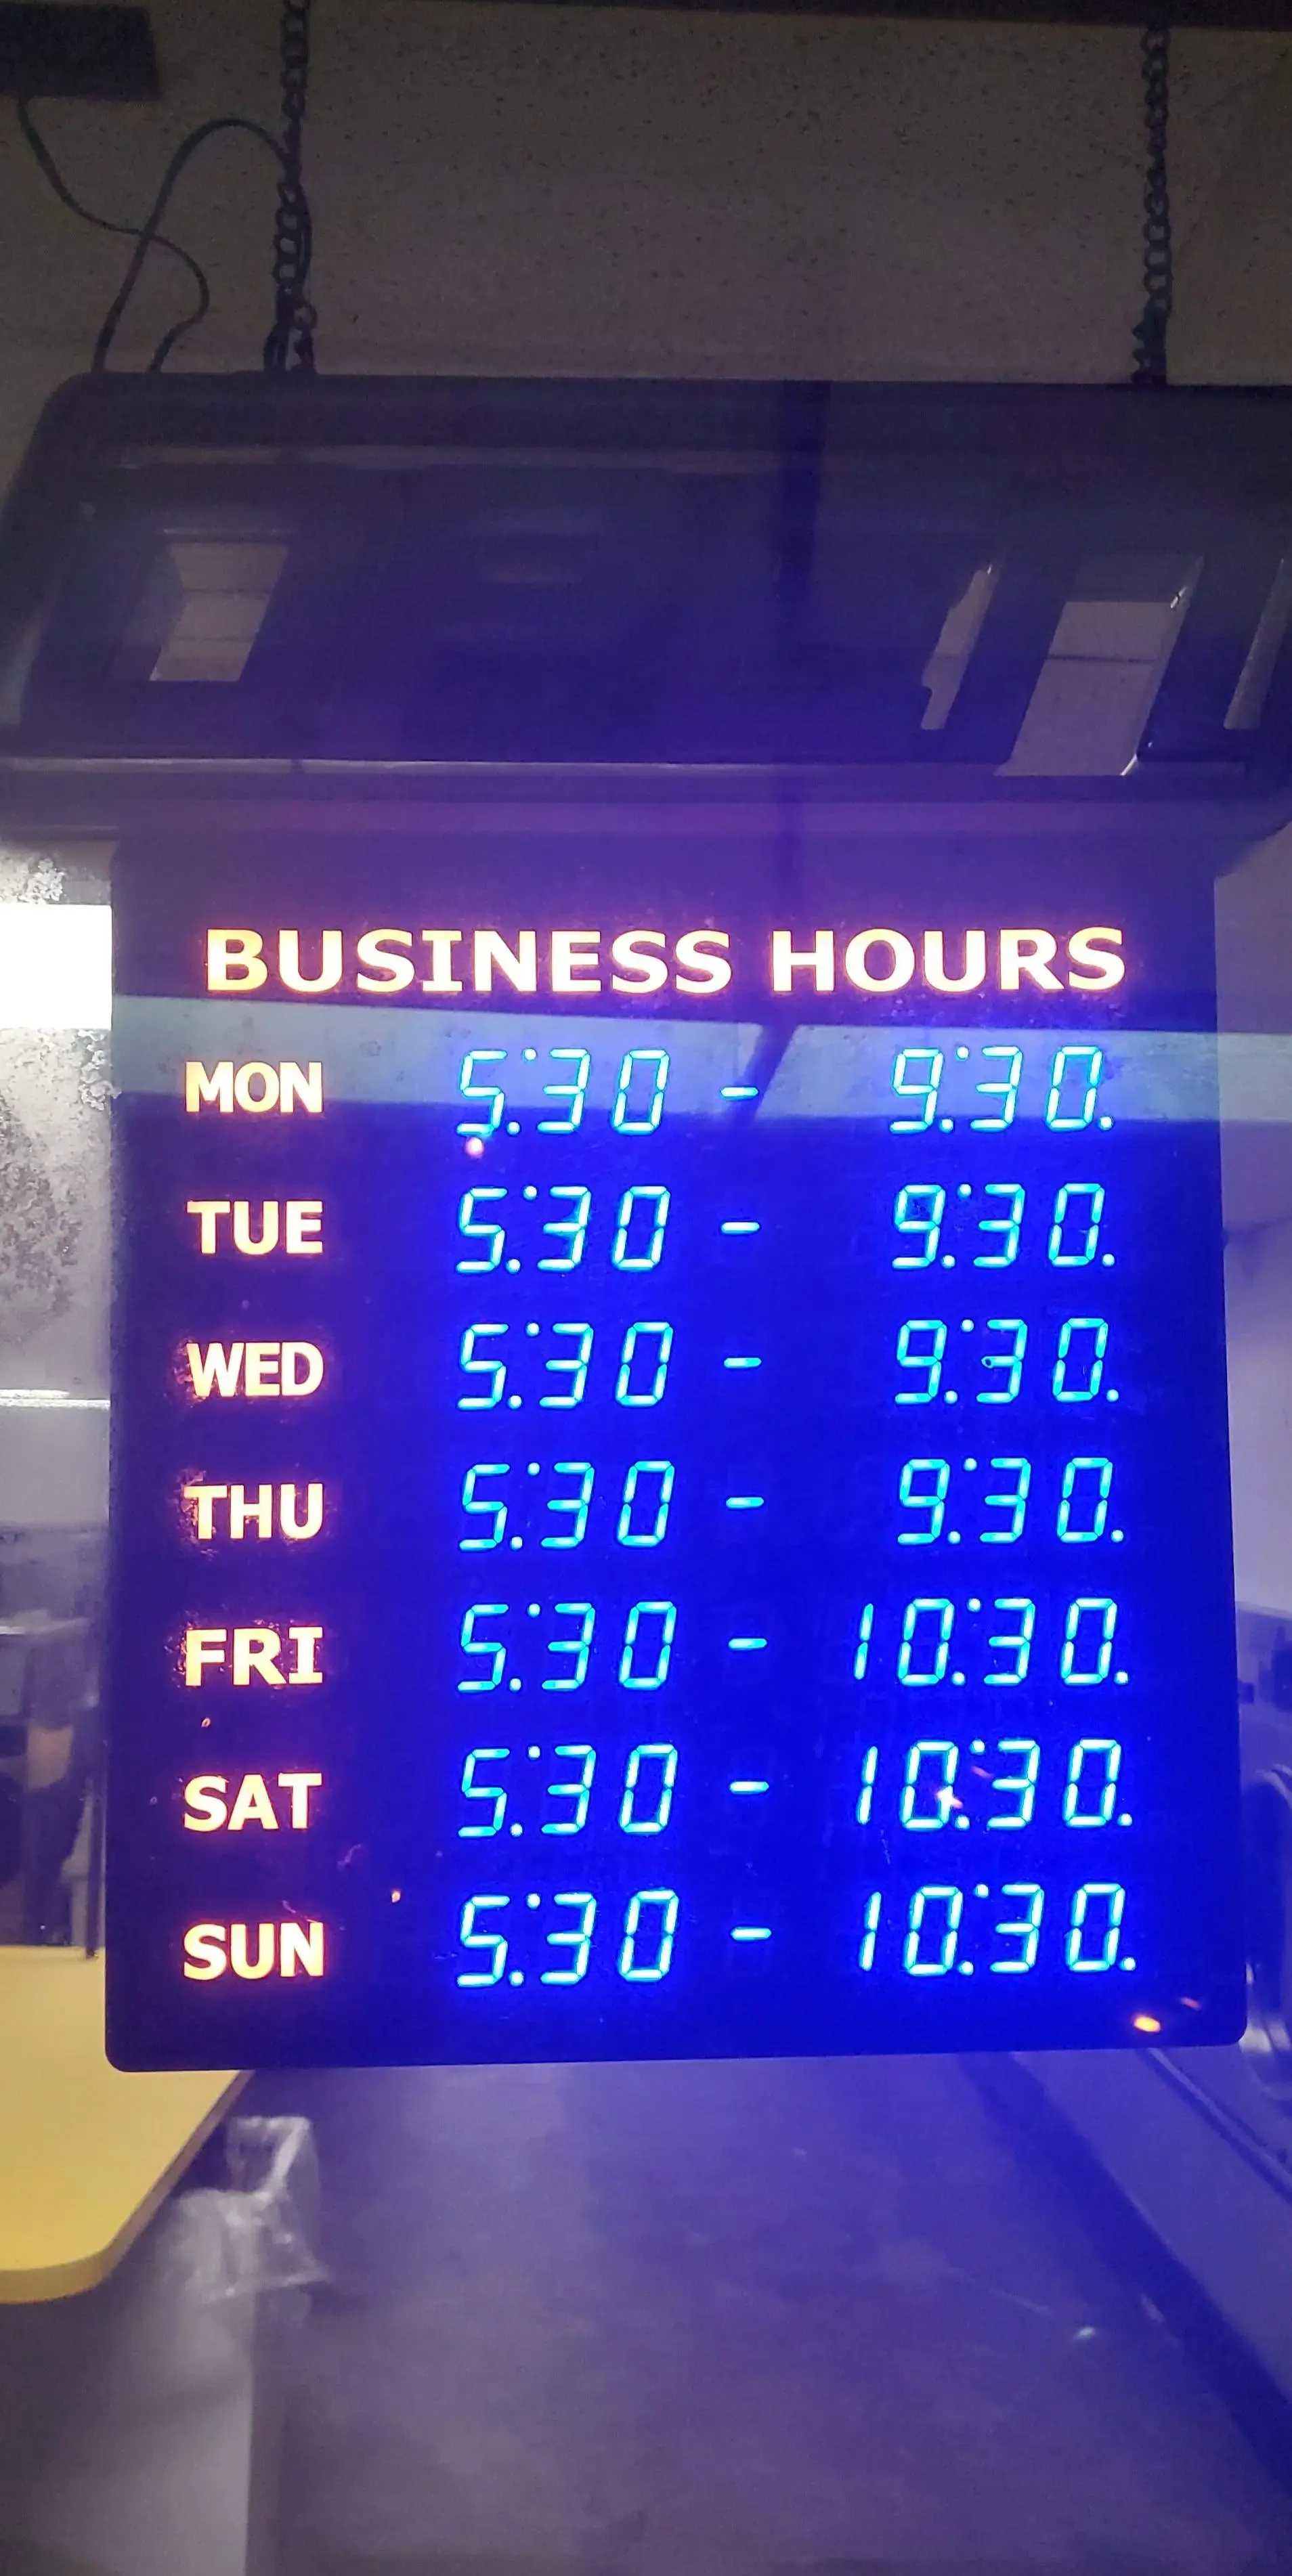 BUSINESS HOURS
MON 5:30 - 9:30.
TUE 5:30 - 9:30.
WED 5:30 - 9:30.
THU 5:30 - 9:30.
FRI 5:30 - 10:30.
SAT 5:30 - 10:30.
SUN 5:30 - 10:30.